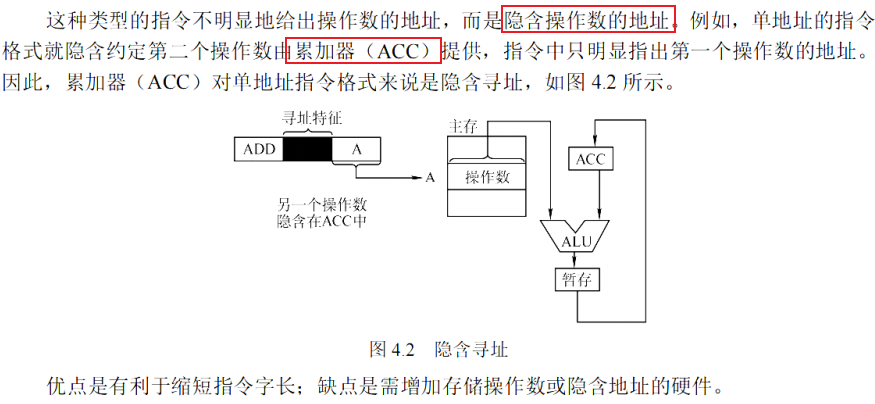 这种类型的指令不明显地给出操作数的地址，而是隐含操作数的地址。例如，单地址的指令
格式就隐含约定第二个操作数由累加器（ACC）提供，指令中只明显指出第一个操作数的地址。
因此，累加器（ACC）对单地址指令格式来说是隐含寻址，如图 4.2 所示。
寻址特征
主存
ADD
A
ACC
A
操作数
另一个操作数
隐含在ACC中
ALU
暂存
图 4.2 隐含寻址
优点是有利于缩短指令字长；缺点是需增加存储操作数或隐含地址的硬件。